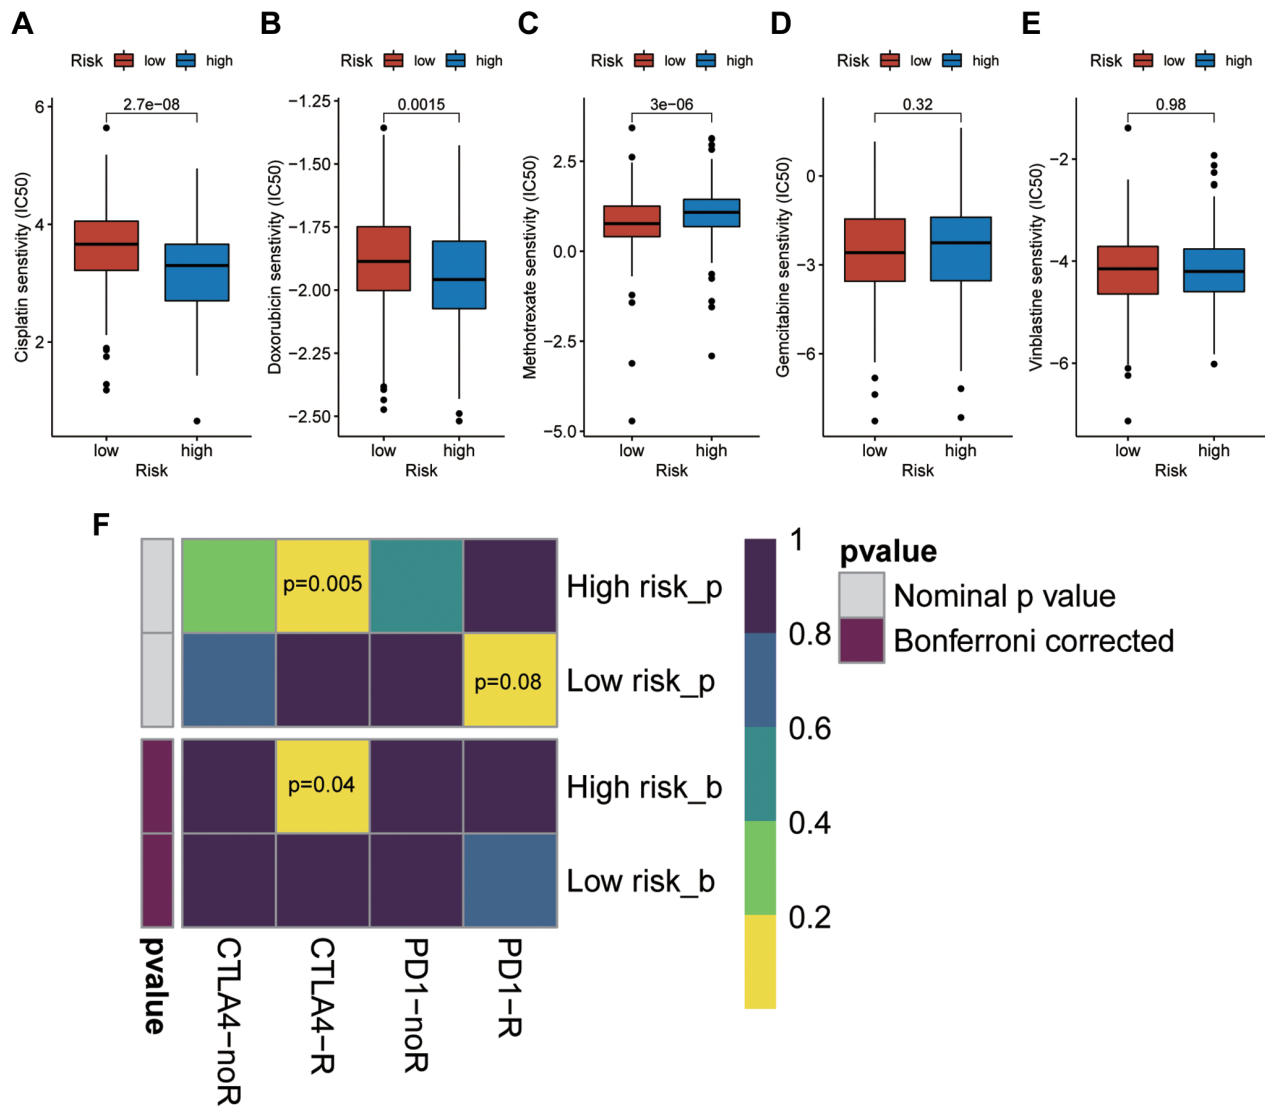 A
Risk low high
2.7e−08
Cisplatin senstivity (IC50)
6
4
2
low high
Risk
B
Risk low high
0.0015
Doxorubicin senstivity (IC50)
−1.25
−1.50
−1.75
−2.00
−2.25
−2.50
low high
Risk
C
Risk low high
3e−06
Methotrexate senstivity (IC50)
2.5
0.0
−2.5
−5.0
low high
Risk
D
Risk low high
0.32
Gemcitabine senstivity (IC50)
0
−3
−6
low high
Risk
E
Risk low high
0.98
Vinblastine senstivity (IC50)
−2
−4
−6
low high
Risk
F
p=0.005
High risk_p
p=0.08
Low risk_p
p=0.04
High risk_b
Low risk_b
pvalue
CTLA4−noR
CTLA4−R
PD1−noR
PD1−R
1
0.8
0.6
0.4
0.2
pvalue
Nominal p value
Bonferroni corrected